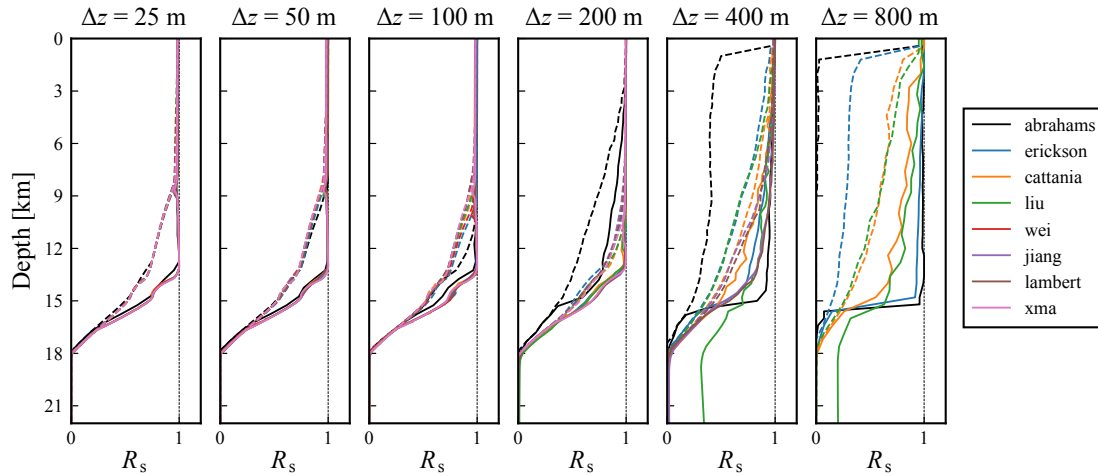 Δz = 25 m Δz = 50 m Δz = 100 m Δz = 200 m Δz = 400 m Δz = 800 m
0
3
6
9
12
15
18
21
Depth [km]
0 1 0 1 0 1 0 1 0 1 0 1
R_s R_s R_s R_s R_s R_s
abrahams
erickson
cattania
liu
wei
jiang
lambert
xma